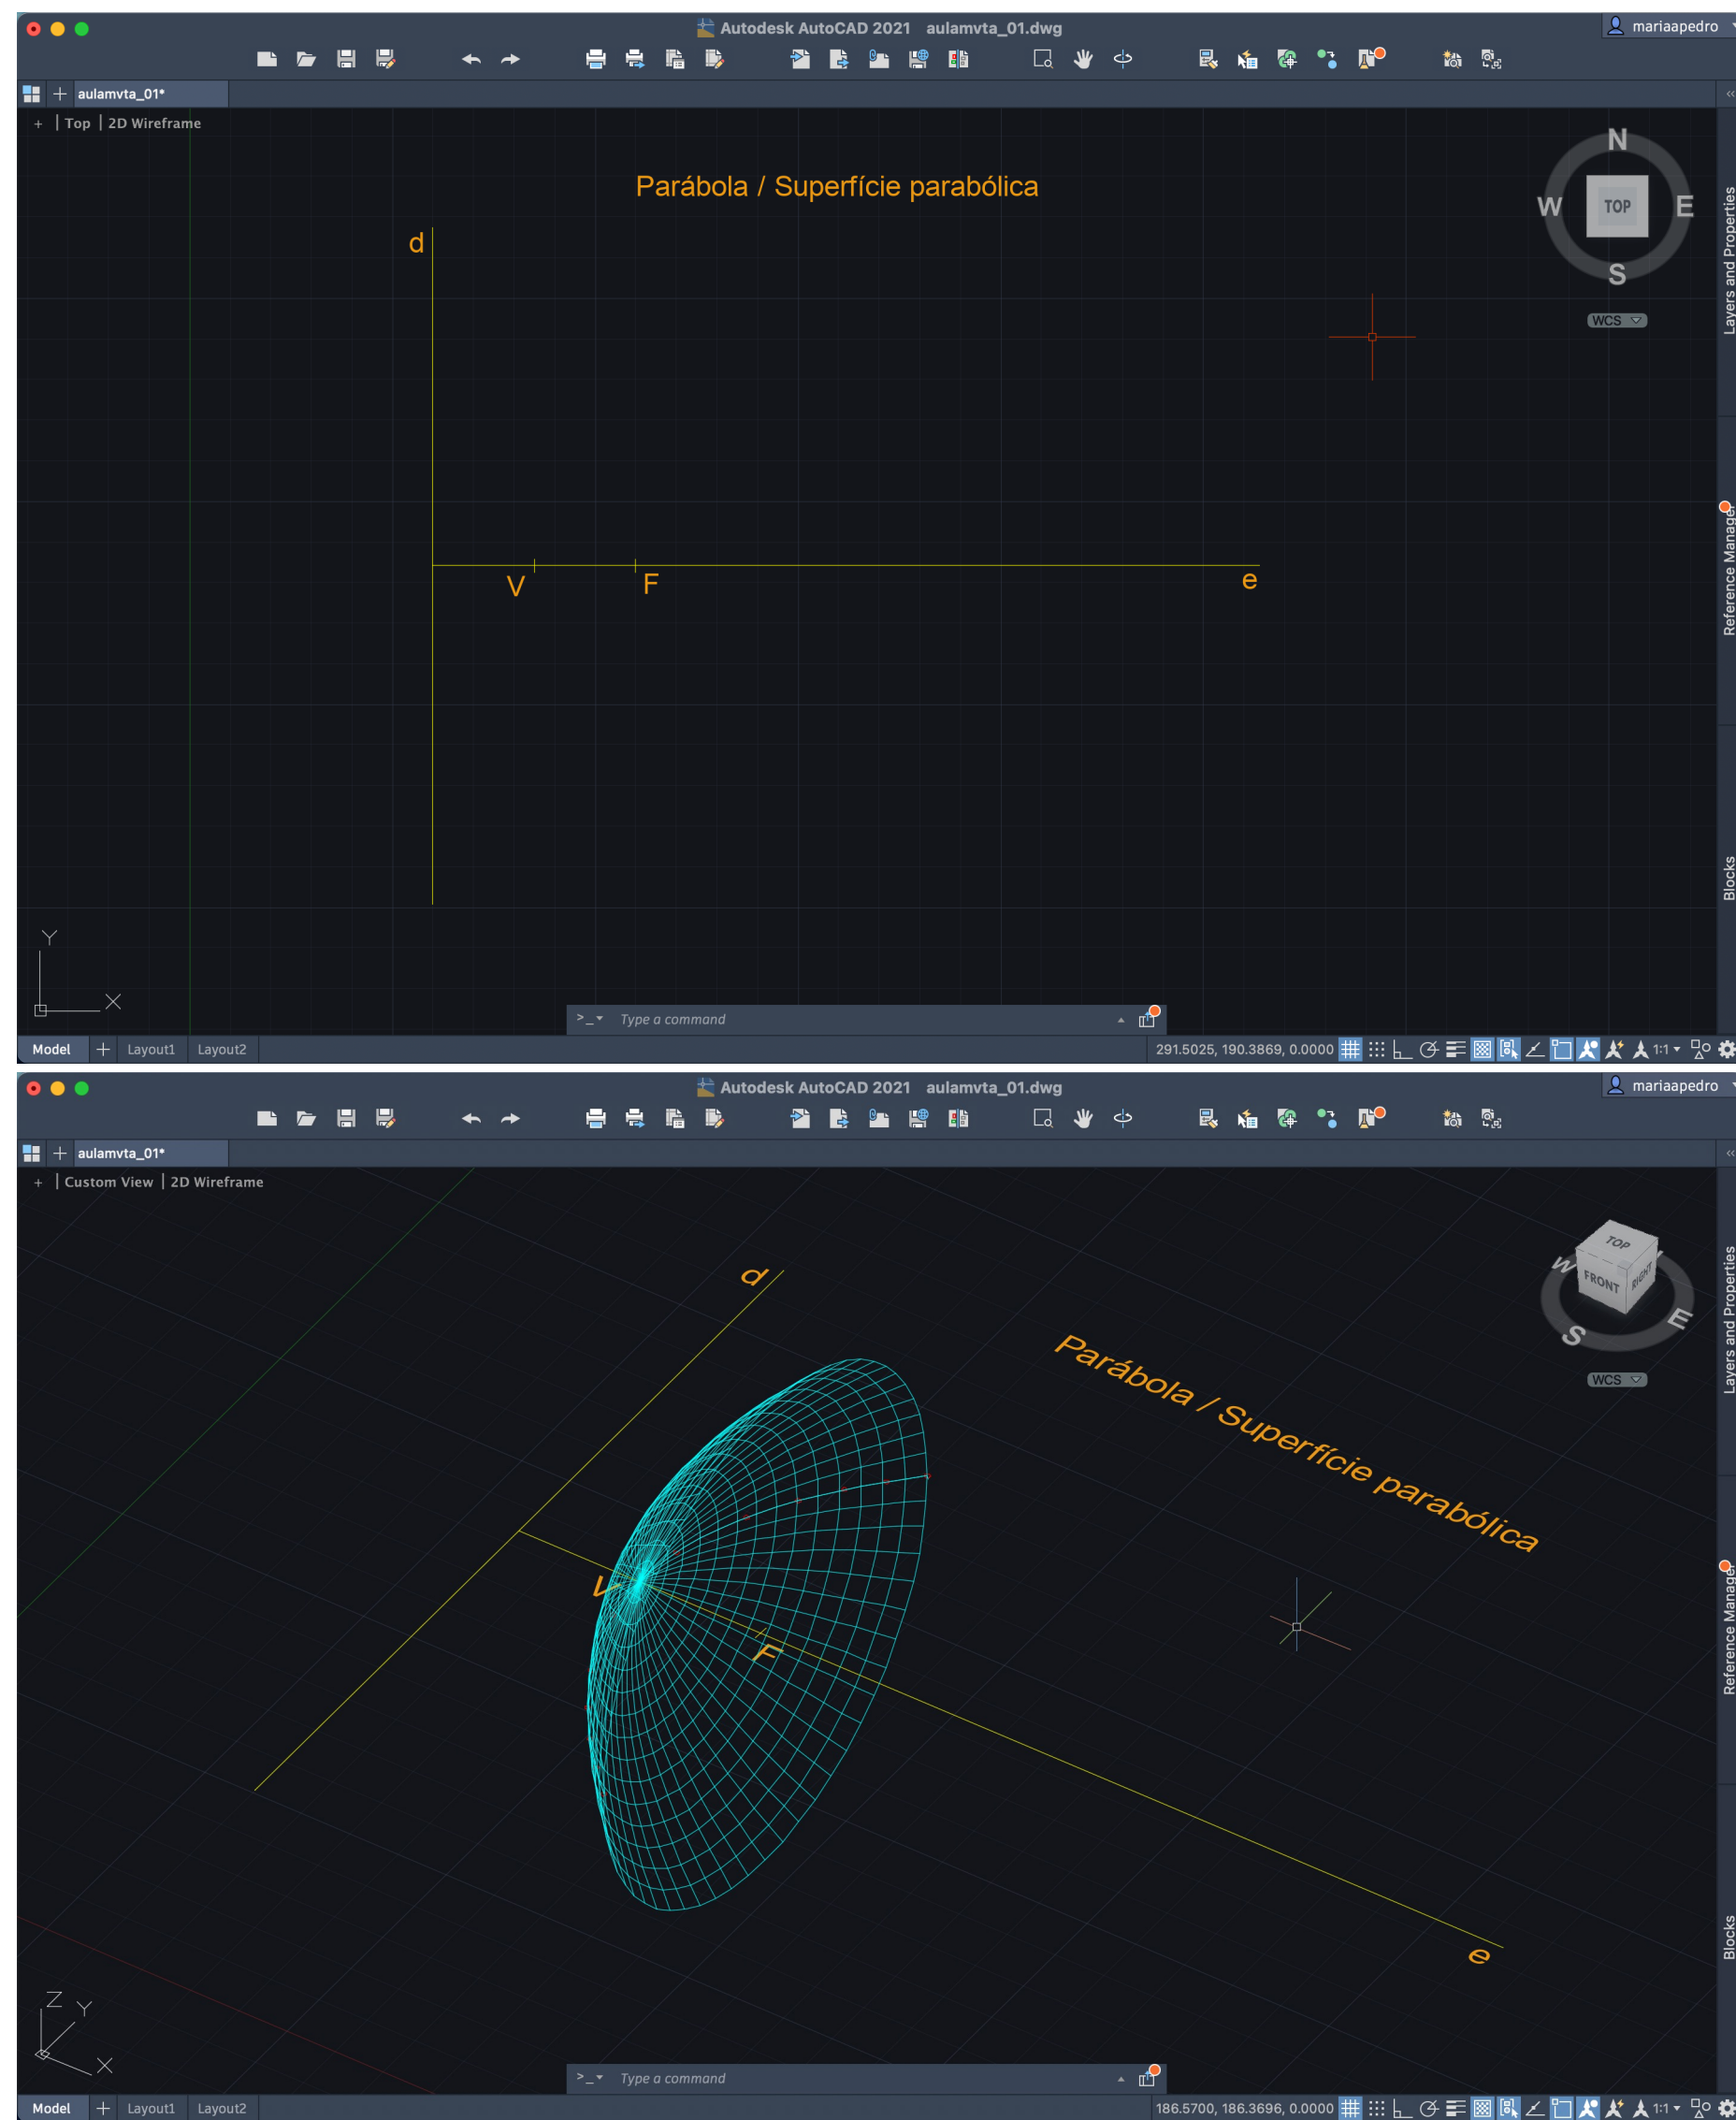 Autodesk AutoCAD 2021 aulamvta_01.dwg
mariaapedro
aulamvta_01*
+ | Top | 2D Wireframe
Parábola / Superfície parabólica
N
W TOP E
S
WCS
d
V
F
e
Y
X
Layers and Properties
Reference Manager
Blocks
>_ Type a command
Model + Layout1 Layout2
291.5025, 190.3869, 0.0000
1:1
Autodesk AutoCAD 2021 aulamvta_01.dwg
mariaapedro
aulamvta_01*
+ | Custom View | 2D Wireframe
TOP
W
FRONT RIGHT
S E
WCS
d
Parábola / Superfície parabólica
V
F
e
Z Y
X
Layers and Properties
Reference Manager
Blocks
>_ Type a command
Model + Layout1 Layout2
186.5700, 186.3696, 0.0000
1:1